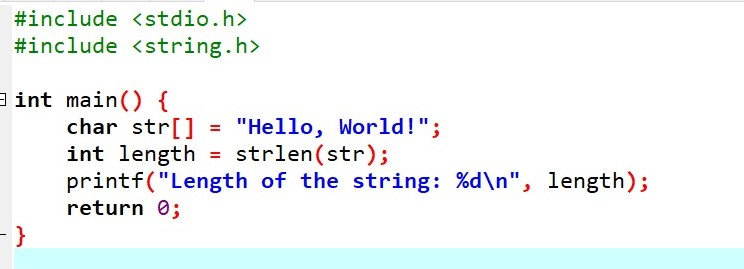 #include <stdio.h>
#include <string.h>

int main() {
    char str[] = "Hello, World!";
    int length = strlen(str);
    printf("Length of the string: %d\n", length);
    return 0;
}